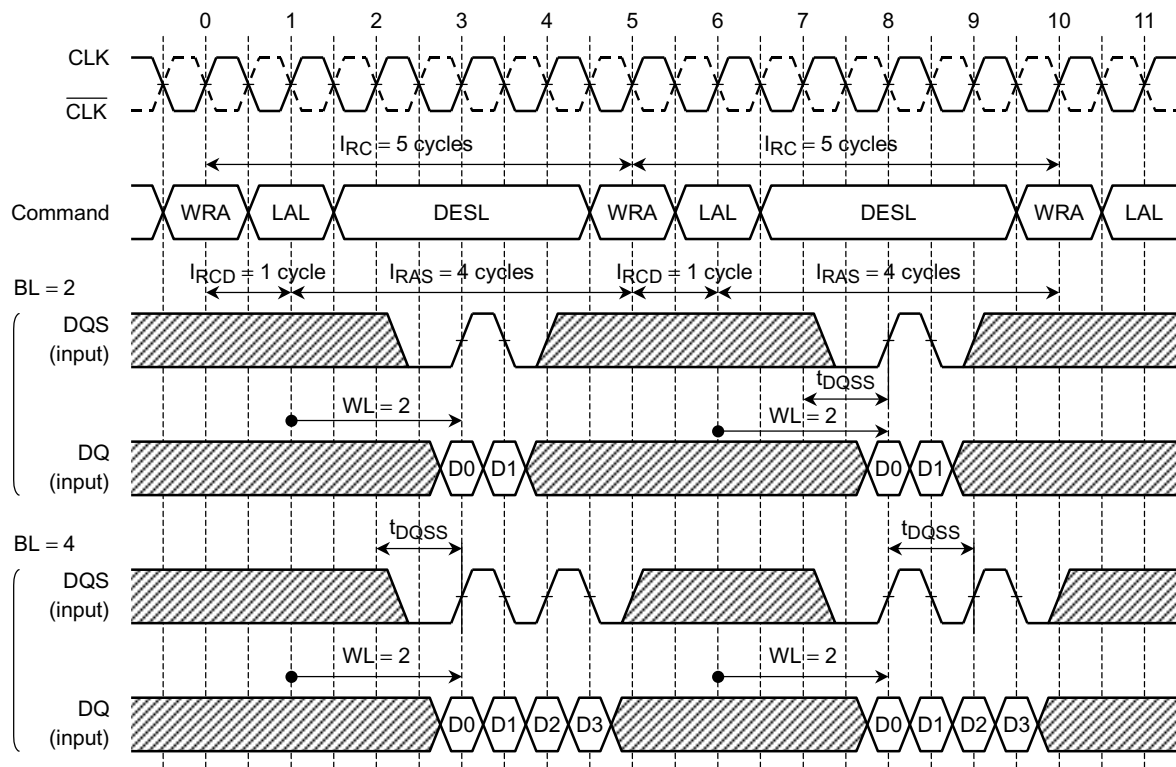 0 1 2 3 4 5 6 7 8 9 10 11
CLK
CLK
IRC = 5 cycles IRC = 5 cycles
Command WRA LAL DESL WRA LAL DESL WRA LAL
IRCD = 1 cycle IRAS = 4 cycles IRCD = 1 cycle IRAS = 4 cycles
BL = 2
DQS
(input)
tDQSS
WL = 2 WL = 2
DQ
(input)
D0 D1 D0 D1
BL = 4
tDQSS tDQSS
DQS
(input)
WL = 2 WL = 2
DQ
(input)
D0 D1 D2 D3 D0 D1 D2 D3